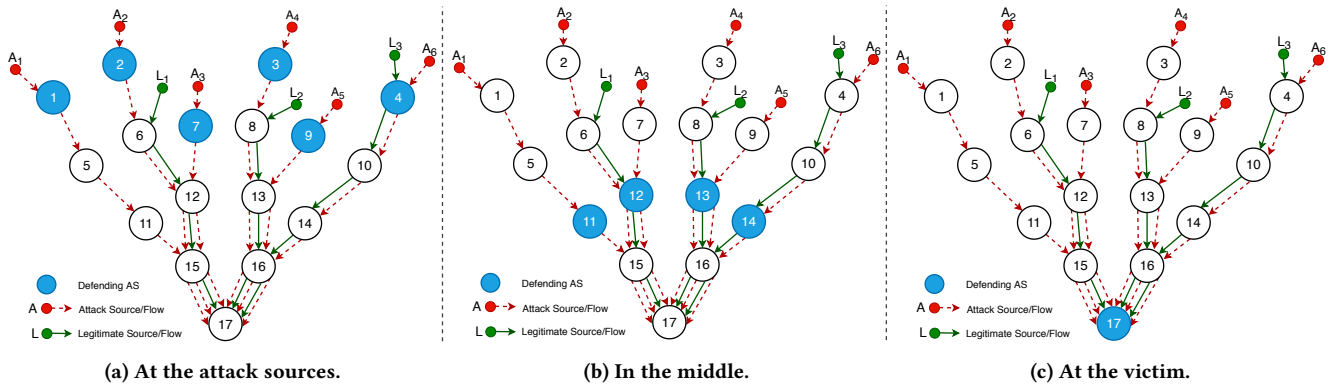 A2
A4
L3
A6
A1
2
3
L1
A3
4
1
L2
A5
6
7
8
9
5
10
12
13
11
14
15
16
Defending AS
A Attack Source/Flow
17
L Legitimate Source/Flow
(a) At the attack sources.
A2
A4
L3
A6
A1
2
3
L1
A3
4
1
L2
A5
6
7
8
9
5
10
12
13
11
14
15
16
Defending AS
A Attack Source/Flow
17
L Legitimate Source/Flow
(b) In the middle.
A2
A4
L3
A6
A1
2
3
L1
A3
4
1
L2
A5
6
7
8
9
5
10
12
13
11
14
15
16
Defending AS
A Attack Source/Flow
17
L Legitimate Source/Flow
(c) At the victim.